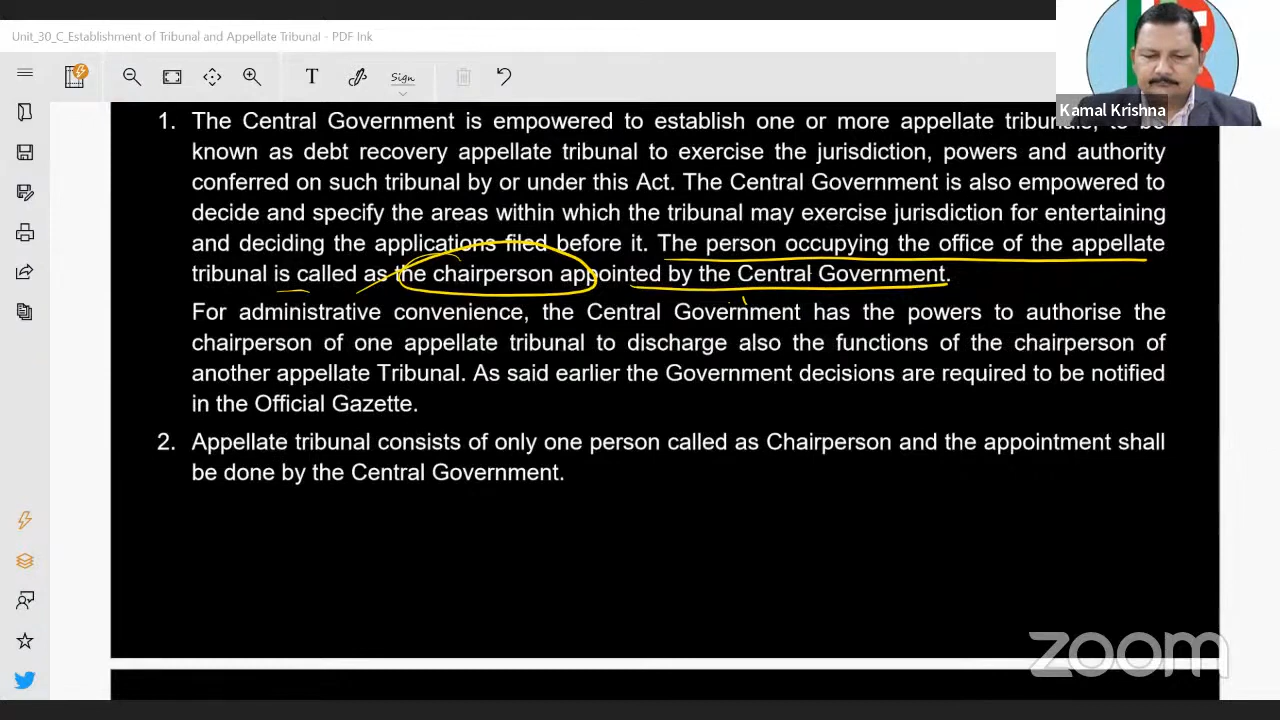 Unit_30_C_Establishment of Tribunal and Appellate Tribunal - PDF Ink
T
Sign
Kamal Krishna
1. The Central Government is empowered to establish one or more appellate tribunals, to be
known as debt recovery appellate tribunal to exercise the jurisdiction, powers and authority
conferred on such tribunal by or under this Act. The Central Government is also empowered to
decide and specify the areas within which the tribunal may exercise jurisdiction for entertaining
and deciding the applications filed before it. The person occupying the office of the appellate
tribunal is called as the chairperson appointed by the Central Government.
For administrative convenience, the Central Government has the powers to authorise the
chairperson of one appellate tribunal to discharge also the functions of the chairperson of
another appellate Tribunal. As said earlier the Government decisions are required to be notified
in the Official Gazette.
2. Appellate tribunal consists of only one person called as Chairperson and the appointment shall
be done by the Central Government.
zoom